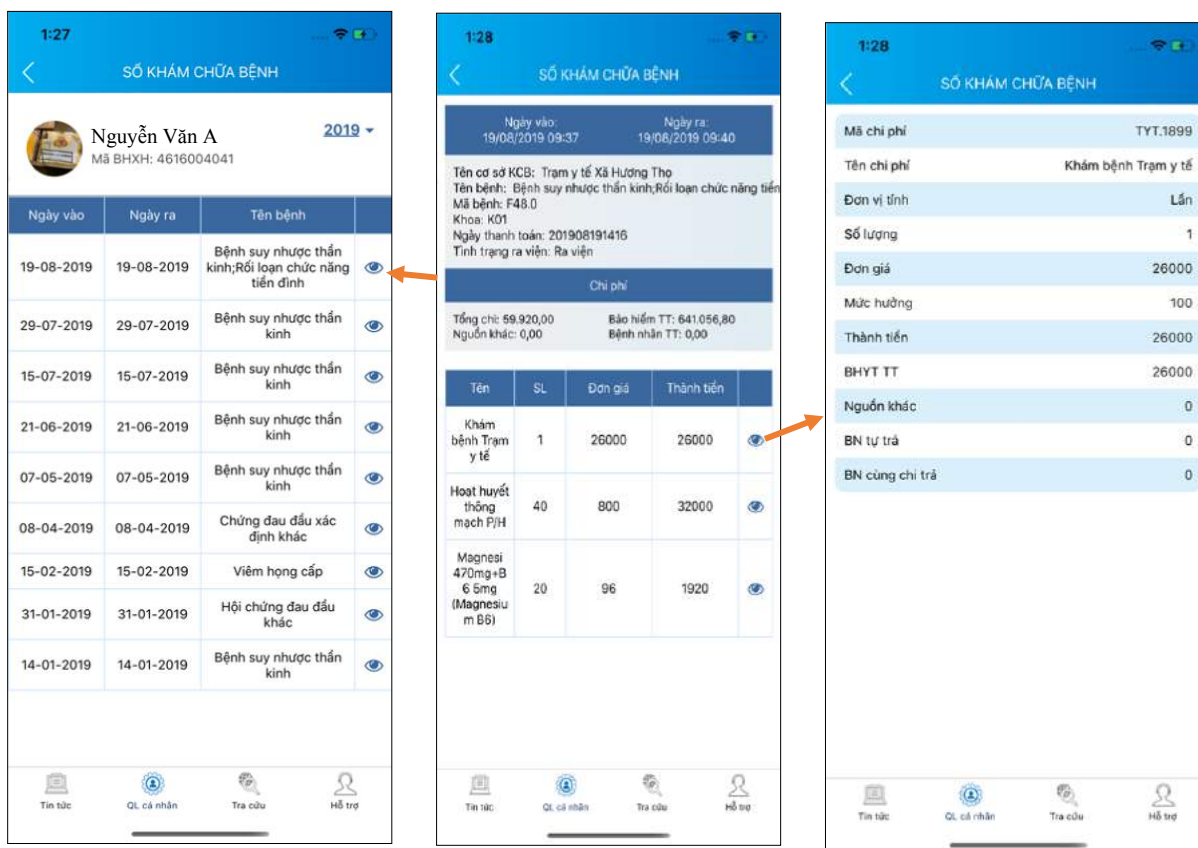 1:27
SỔ KHÁM CHỮA BỆNH
Nguyễn Văn A
2019
Mã BHXH: 4616004041
Ngày vào Ngày ra Tên bệnh
19-08-2019 19-08-2019 Bệnh suy nhược thần
kinh;Rối loạn chức năng
tiền đình
29-07-2019 29-07-2019 Bệnh suy nhược thần
kinh
15-07-2019 15-07-2019 Bệnh suy nhược thần
kinh
21-06-2019 21-06-2019 Bệnh suy nhược thần
kinh
07-05-2019 07-05-2019 Bệnh suy nhược thần
kinh
08-04-2019 08-04-2019 Chứng đau đầu xác
định khác
15-02-2019 15-02-2019 Viêm họng cấp
31-01-2019 31-01-2019 Hội chứng đau đầu
khác
14-01-2019 14-01-2019 Bệnh suy nhược thần
kinh
Tin tức QL cá nhân Tra cứu Hỗ trợ
1:28
SỔ KHÁM CHỮA BỆNH
Ngày vào: Ngày ra:
19/08/2019 09:37 19/08/2019 09:40
Tên cơ sở KCB: Trạm y tế Xã Hương Thọ
Tên bệnh: Bệnh suy nhược thần kinh;Rối loạn chức năng tiền
Mã bệnh: F48.0
Khoa: K01
Ngày thanh toán: 201908191416
Tình trạng ra viện: Ra viện
Chi phí
Tổng chi: 59.920,00 Bảo hiểm TT: 641.056,80
Nguồn khác: 0,00 Bệnh nhân TT: 0,00
Tên SL Đơn giá Thành tiền
Khám
bệnh Trạm
y tế
1 26000 26000
Hoạt huyết
thông
mạch P/H
40 800 32000
Magnesi
470mg+B
6 5mg
(Magnesiu
m B6)
20 96 1920
Tin tức QL cá nhân Tra cứu Hỗ trợ
1:28
SỔ KHÁM CHỮA BỆNH
Mã chi phí TYT.1899
Tên chi phí Khám bệnh Trạm y tế
Đơn vị tính Lần
Số lượng 1
Đơn giá 26000
Mức hưởng 100
Thành tiền 26000
BHYT TT 26000
Nguồn khác 0
BN tự trả 0
BN cùng chi trả 0
Tin tức QL cá nhân Tra cứu Hỗ trợ